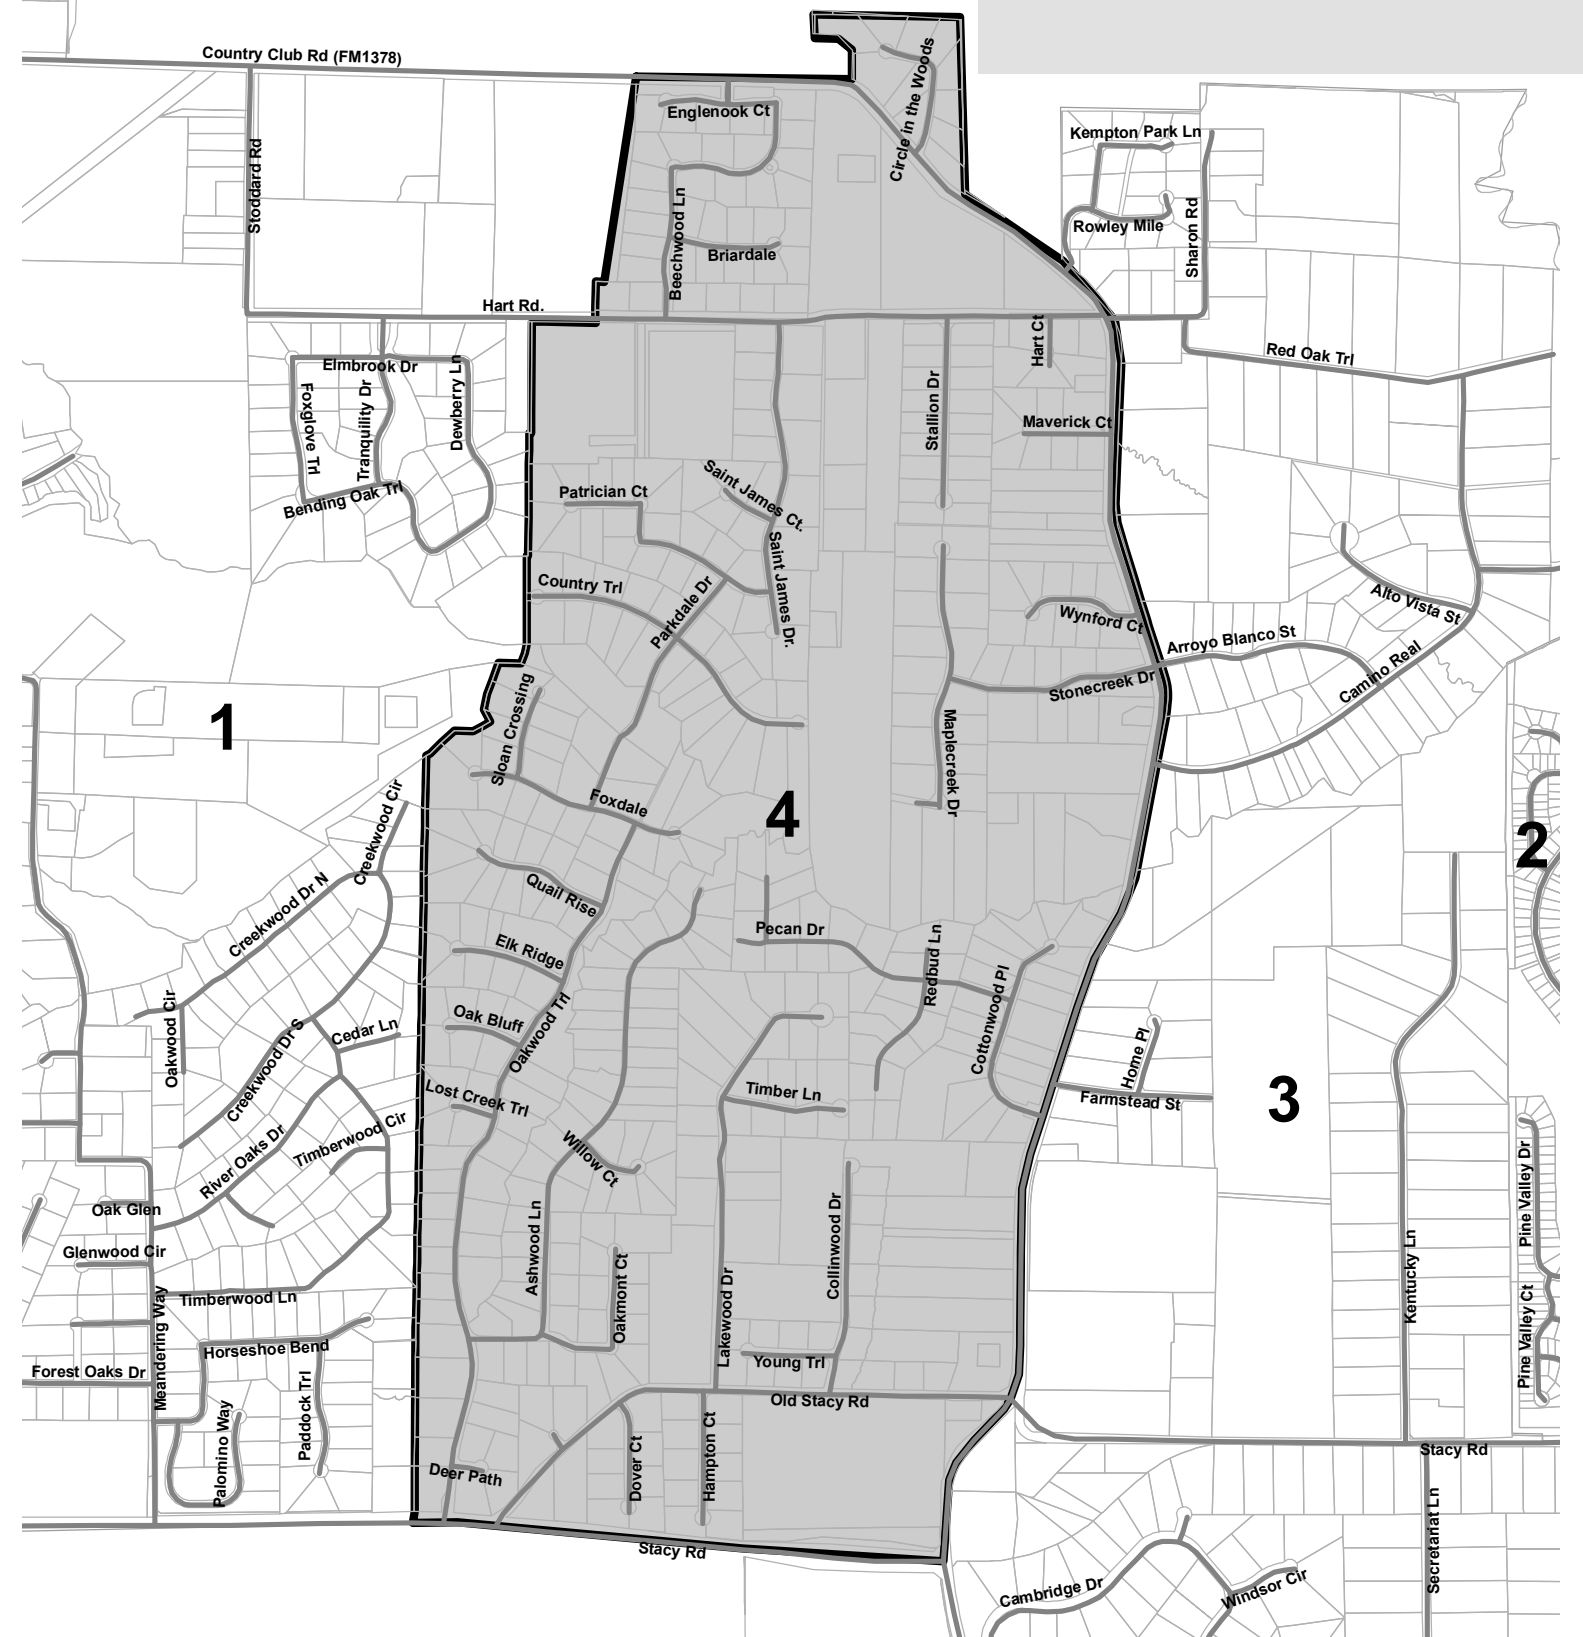 Country Club Rd (FM1378)
Circle in the Woods
Englenook Ct
Kempton Park Ln
Stoddard Rd
Beechwood Ln
Rowley Mile
Sharon Rd
Briardale
Hart Rd.
Hart Ct
Red Oak Trl
Elmbrook Dr
Foxglove Trl
Tranquility Dr
Dewberry Ln
Stallion Dr
Maverick Ct
Bending Oak Trl
Patrician Ct
Saint James Ct.
Saint James Dr.
Country Trl
Parkdale Dr
Wynford Ct
Alto Vista St
Arroyo Blanco St
Camino Real
Stonecreek Dr
Sloan Crossing
1
Maplecreek Dr
Foxdale
4
2
Creekwood Cir
Creekwood Dr N
Quail Rise
Elk Ridge
Pecan Dr
Redbud Ln
Cottonwood Pl
Oakwood Cir
Creekwood Dr S
Cedar Ln
Oak Bluff
Oakwood Trl
Home Pl
Lost Creek Trl
Timber Ln
Farmstead St
3
River Oaks Dr
Timberwood Cir
Willow Ct
Pine Valley Dr
Oak Glen
Glenwood Cir
Ashwood Ln
Oakmont Ct
Collinwood Dr
Lakewood Dr
Kentucky Ln
Pine Valley Ct
Timberwood Ln
Meandering Way
Horseshoe Bend
Forest Oaks Dr
Young Trl
Old Stacy Rd
Paddock Trl
Palomino Way
Deer Path
Dover Ct
Hampton Ct
Stacy Rd
Stacy Rd
Secretariat Ln
Cambridge Dr
Windsor Cir